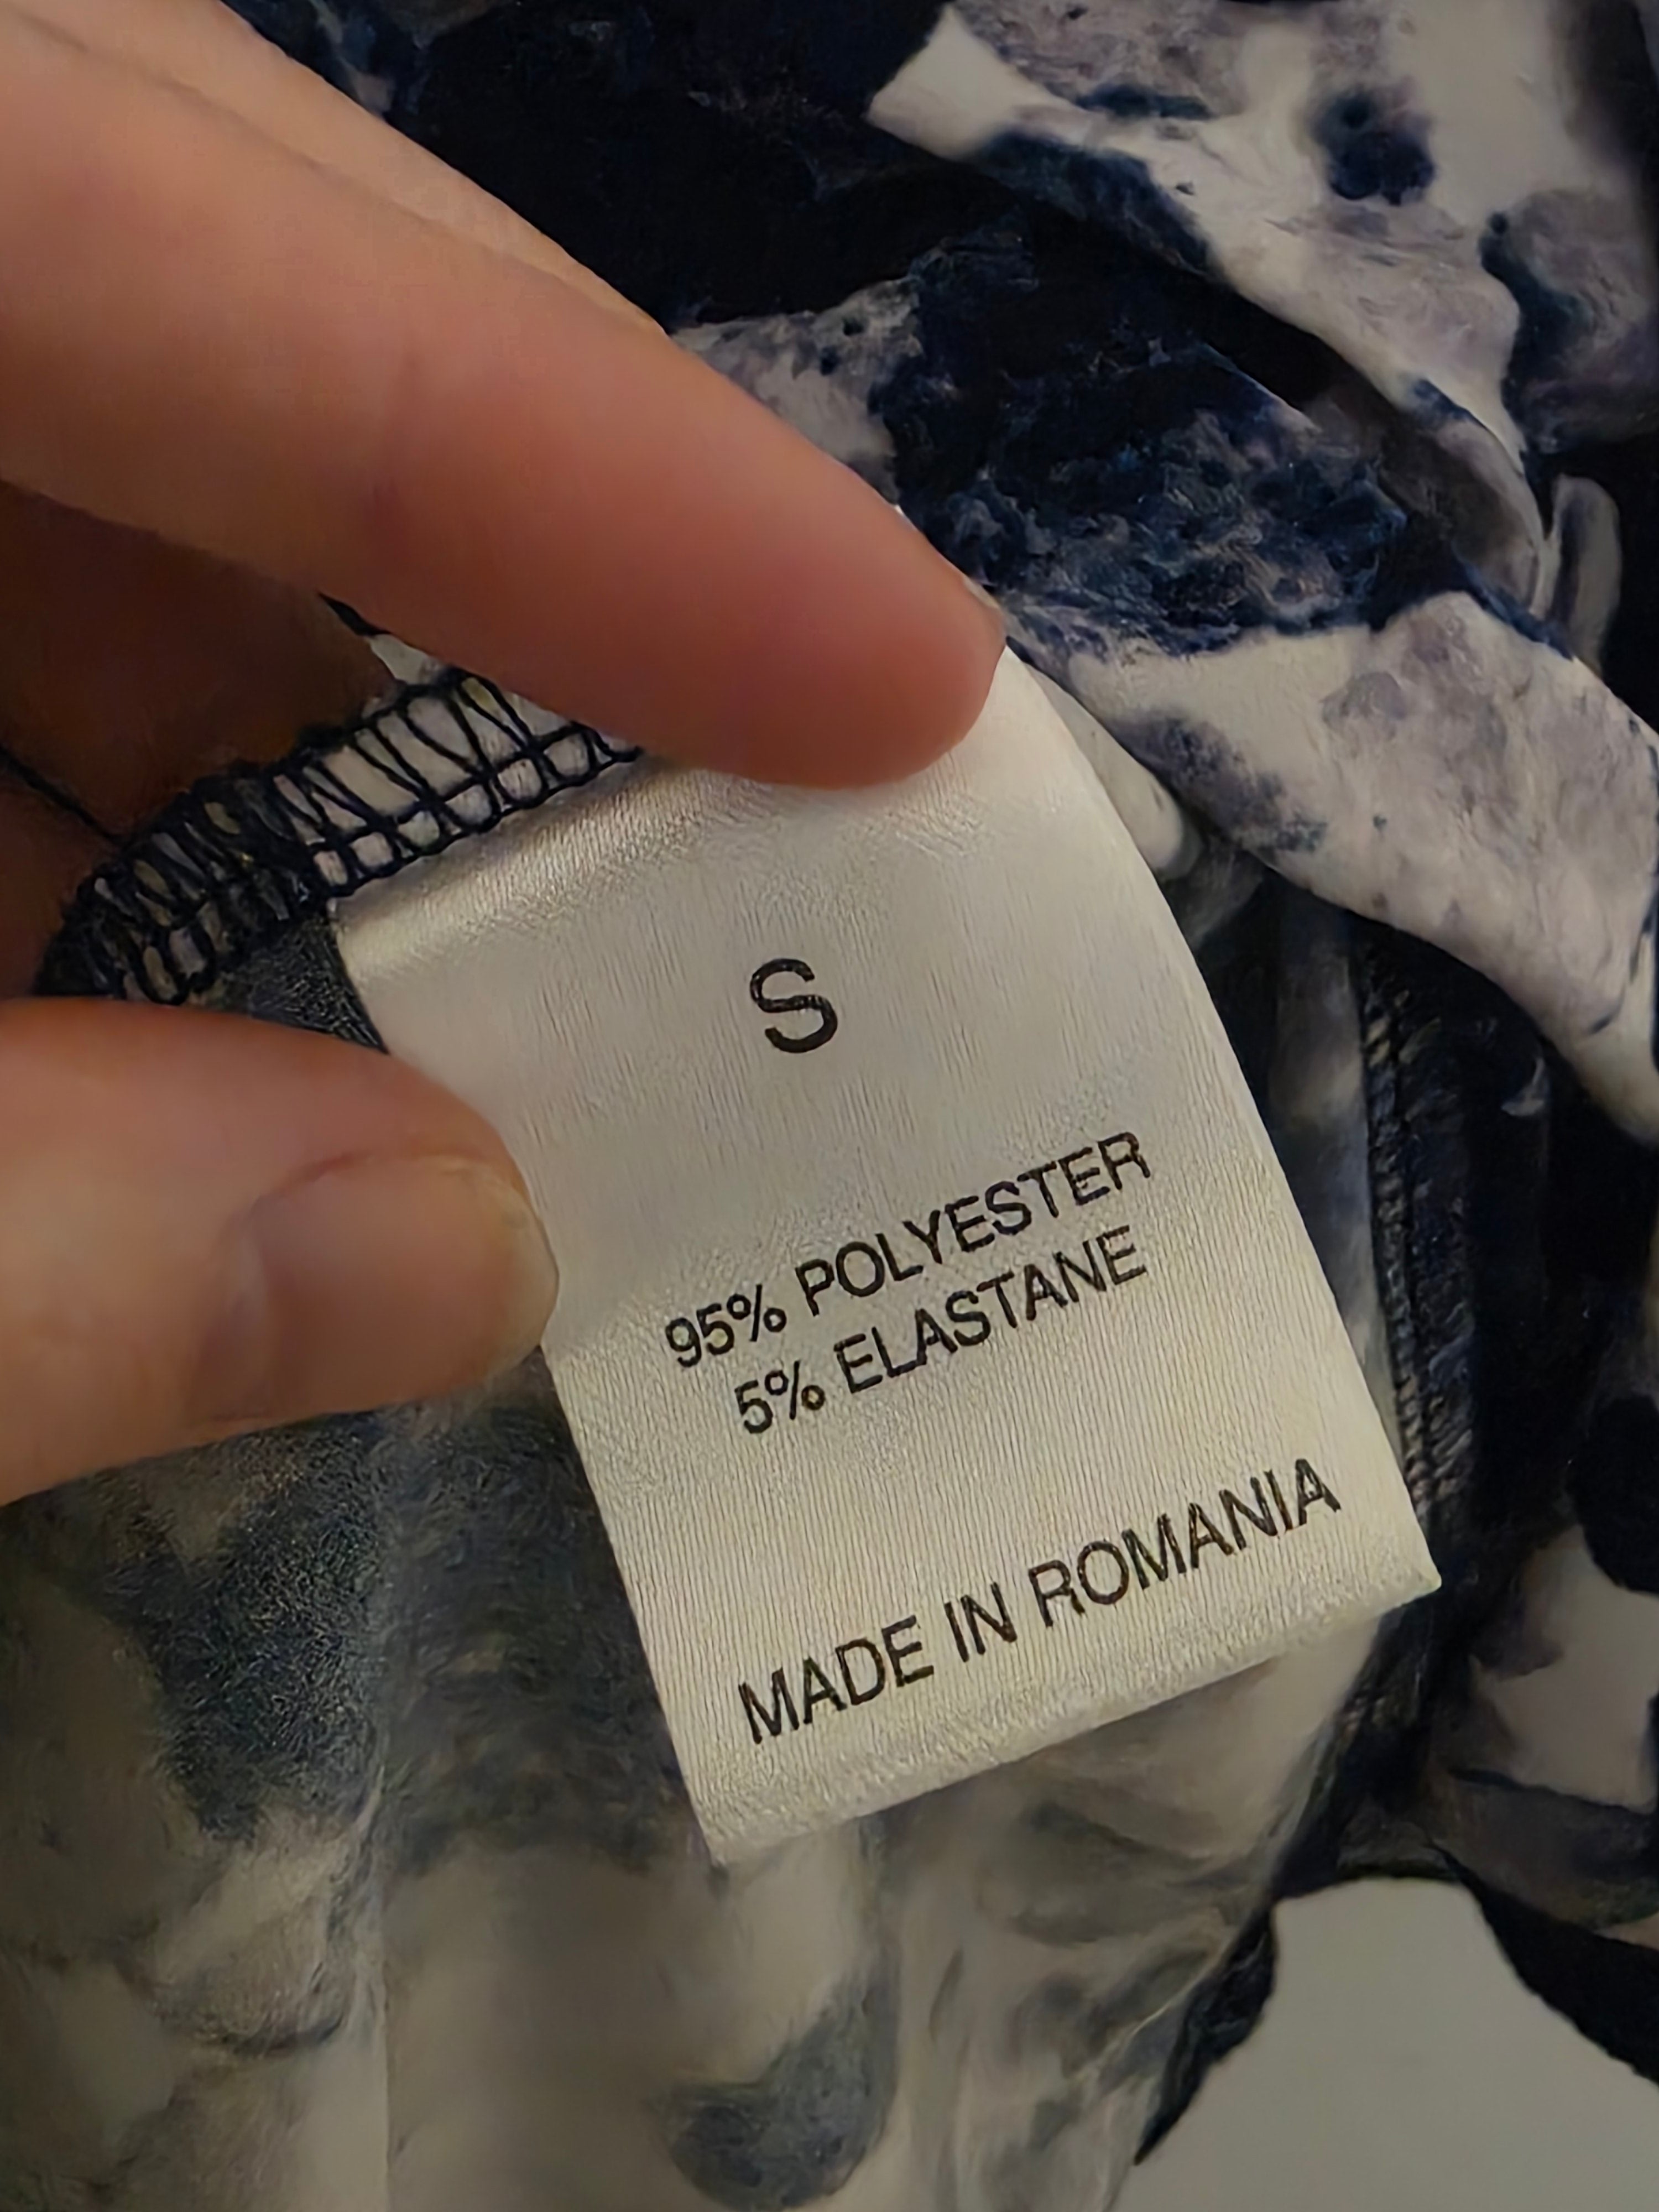 S
95% POLYESTER
5% ELASTANE
MADE IN ROMANIA